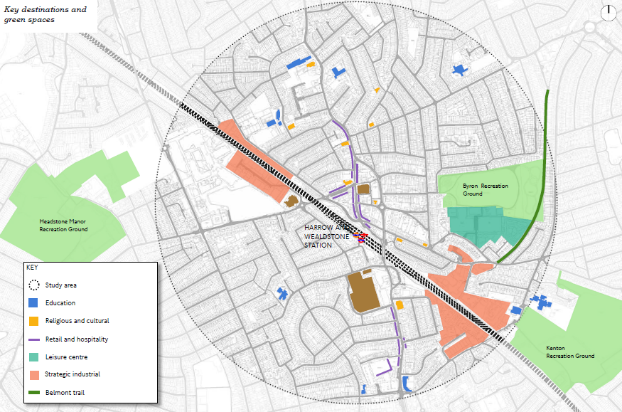 Key destinations and
green spaces
Byron Recreation
Ground
Headstone Manor
Recreation Ground
HARROW AND
WEALDSTONE
STATION
Kenton
Recreation Ground
KEY
Study area
Education
Religious and cultural
Retail and hospitality
Leisure centre
Strategic industrial
Belmont trail